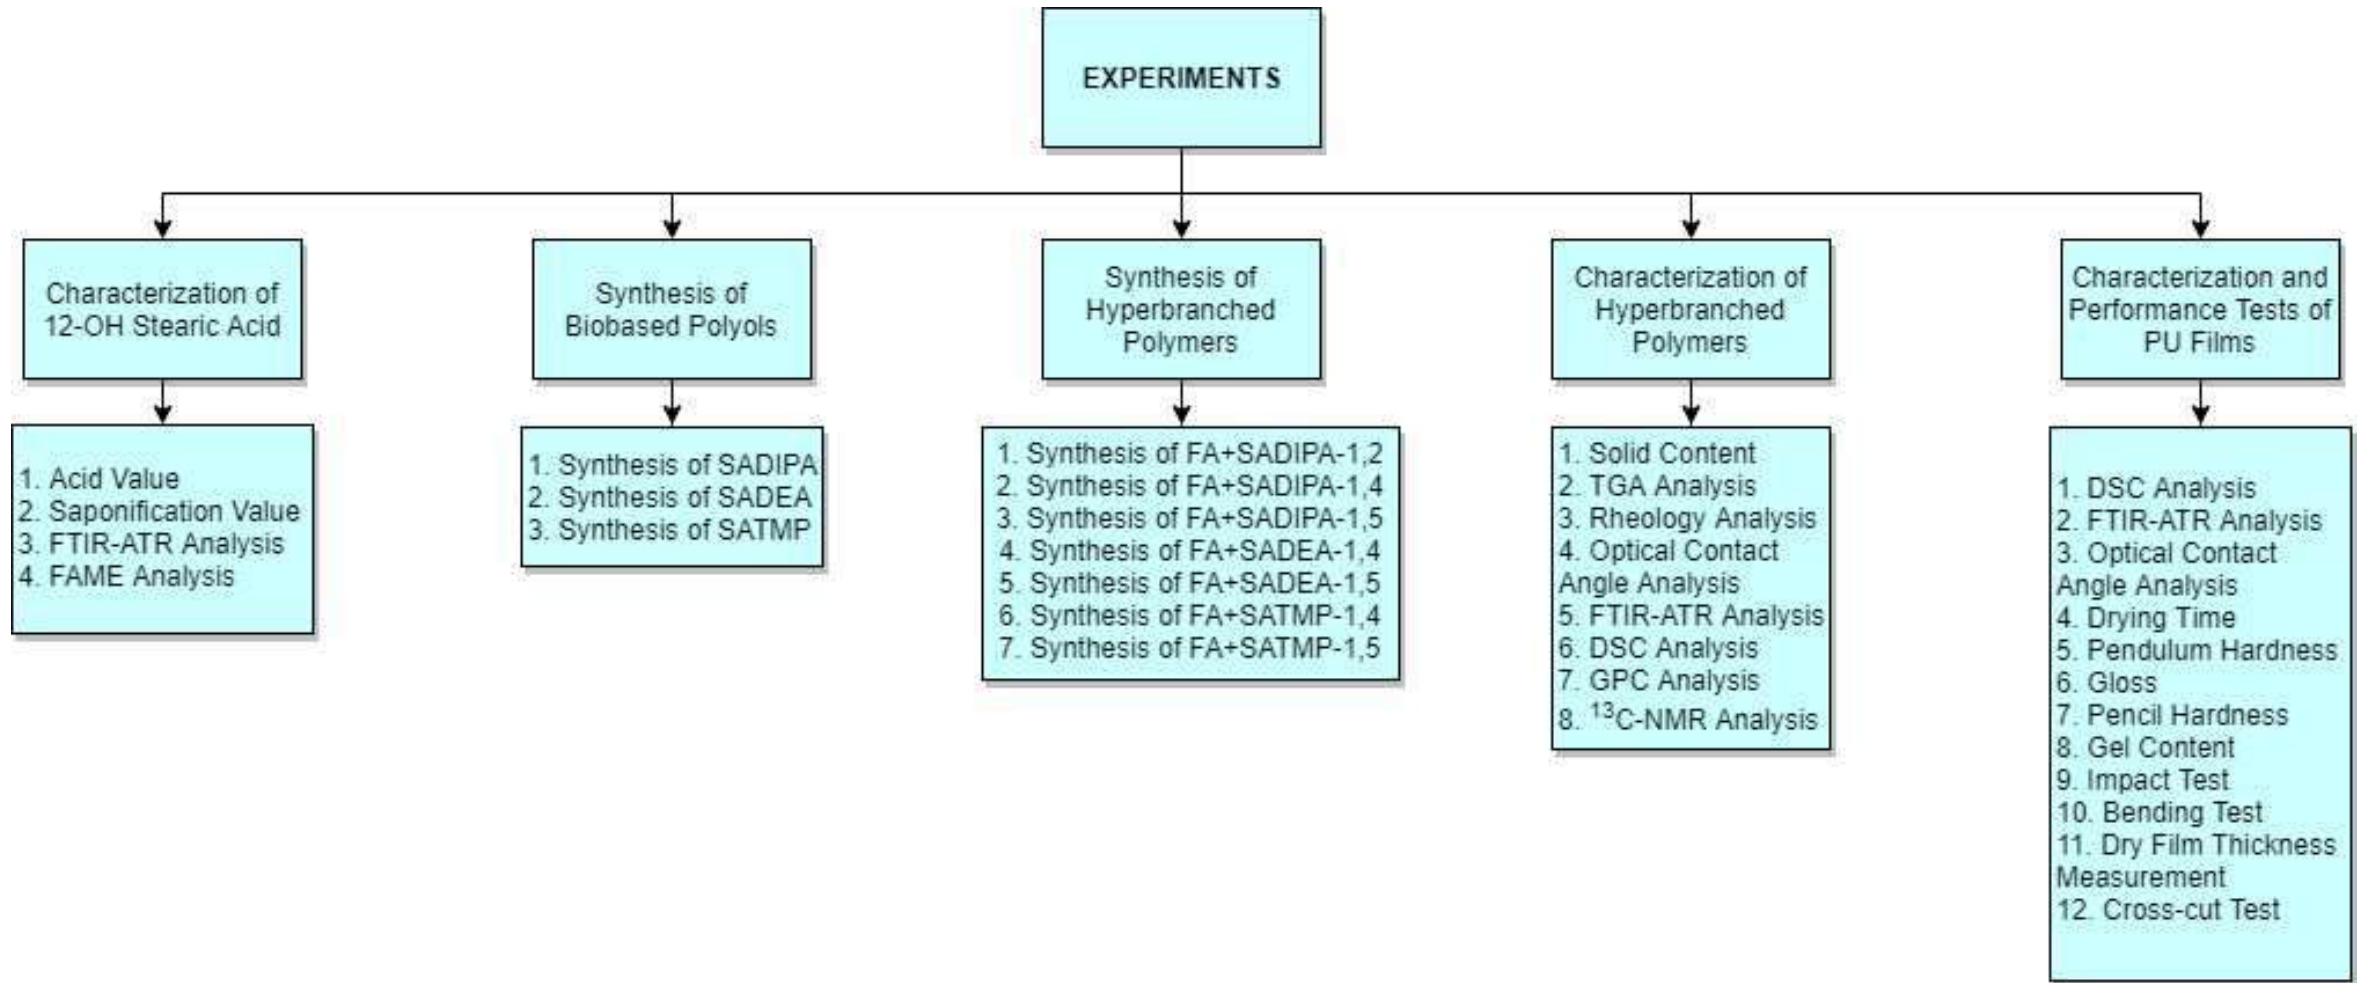 EXPERIMENTS
Characterization of
12-OH Stearic Acid
Synthesis of
Biobased Polyols
Synthesis of
Hyperbranched
Polymers
Characterization of
Hyperbranched
Polymers
Characterization and
Performance Tests of
PU Films
1. Acid Value
2. Saponification Value
3. FTIR-ATR Analysis
4. FAME Analysis
1. Synthesis of SADIPA
2. Synthesis of SADEA
3. Synthesis of SATMP
1. Synthesis of FA+SADIPA-1,2
2. Synthesis of FA+SADIPA-1,4
3. Synthesis of FA+SADIPA-1,5
4. Synthesis of FA+SADEA-1,4
5. Synthesis of FA+SADEA-1,5
6. Synthesis of FA+SATMP-1,4
7. Synthesis of FA+SATMP-1,5
1. Solid Content
2. TGA Analysis
3. Rheology Analysis
4. Optical Contact
Angle Analysis
5. FTIR-ATR Analysis
6. DSC Analysis
7. GPC Analysis
8. ¹³C-NMR Analysis
1. DSC Analysis
2. FTIR-ATR Analysis
3. Optical Contact
Angle Analysis
4. Drying Time
5. Pendulum Hardness
6. Gloss
7. Pencil Hardness
8. Gel Content
9. Impact Test
10. Bending Test
11. Dry Film Thickness
Measurement
12. Cross-cut Test